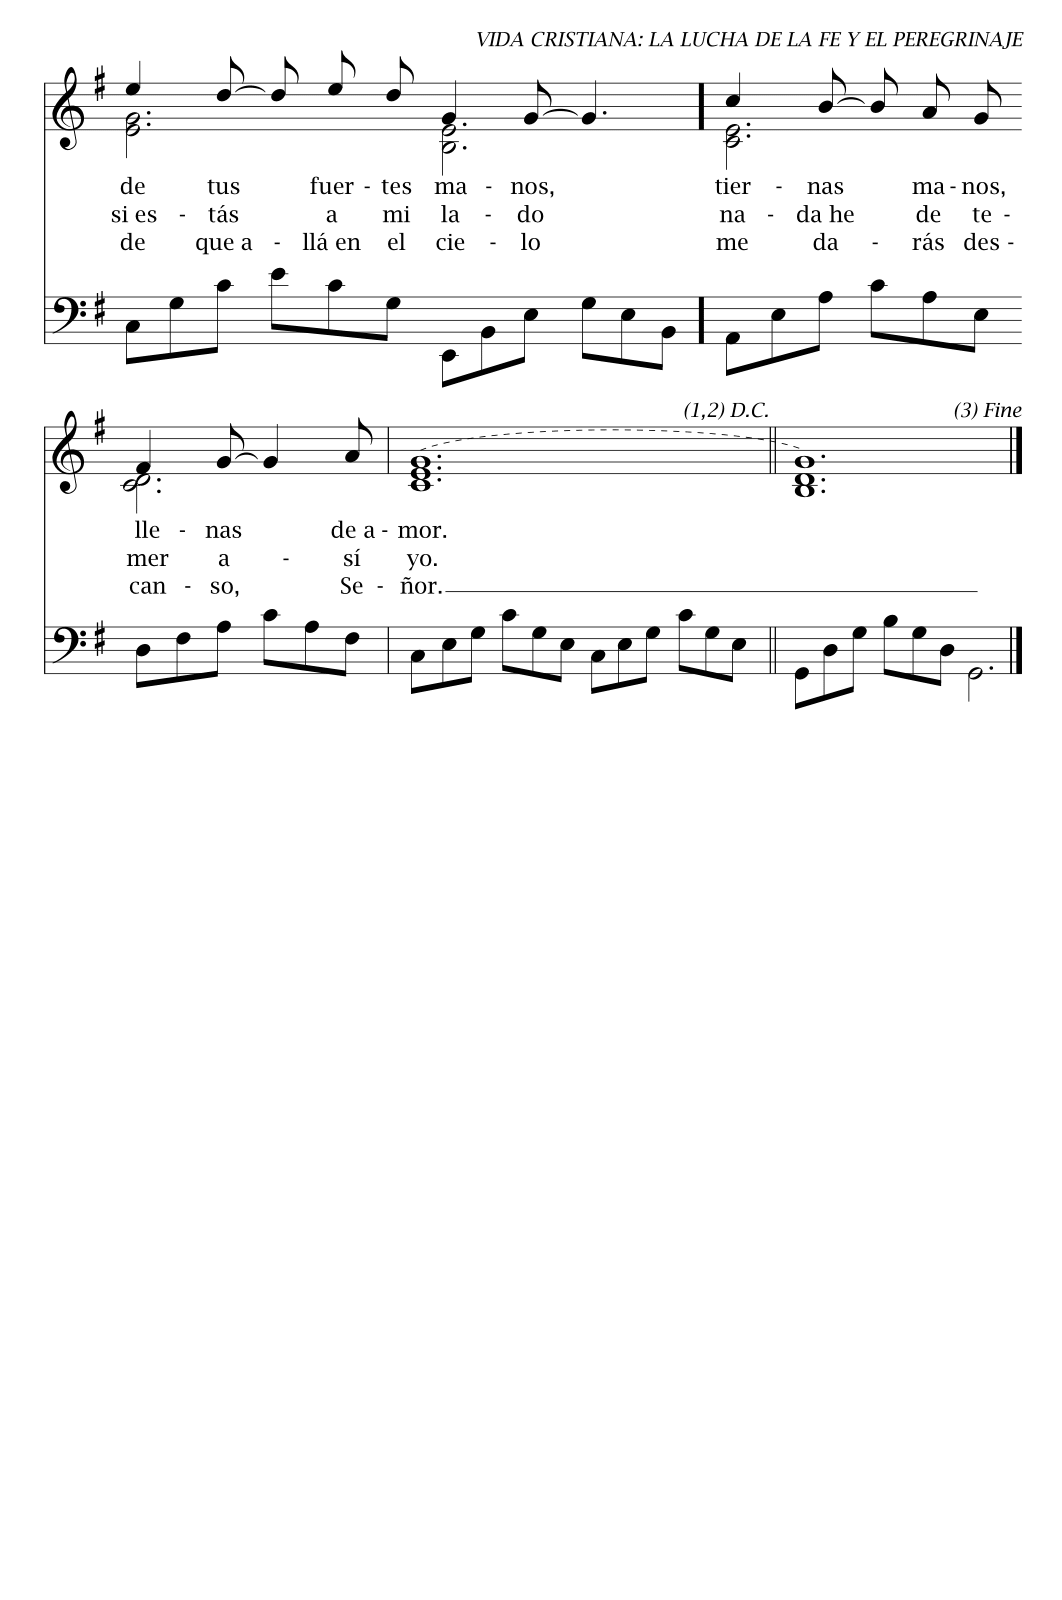 VIDA CRISTIANA: LA LUCHA DE LA FE Y EL PEREGRINAJE
de tus fuer - tes ma - nos, tier - nas ma - nos,
si es - tás a mi la - do na - da he de te -
de que a - llá en el cie - lo me da - rás des -
(1,2) D.C. (3) Fine
lle - nas de a - mor.
mer a - sí yo.
can - so, Se - ñor.